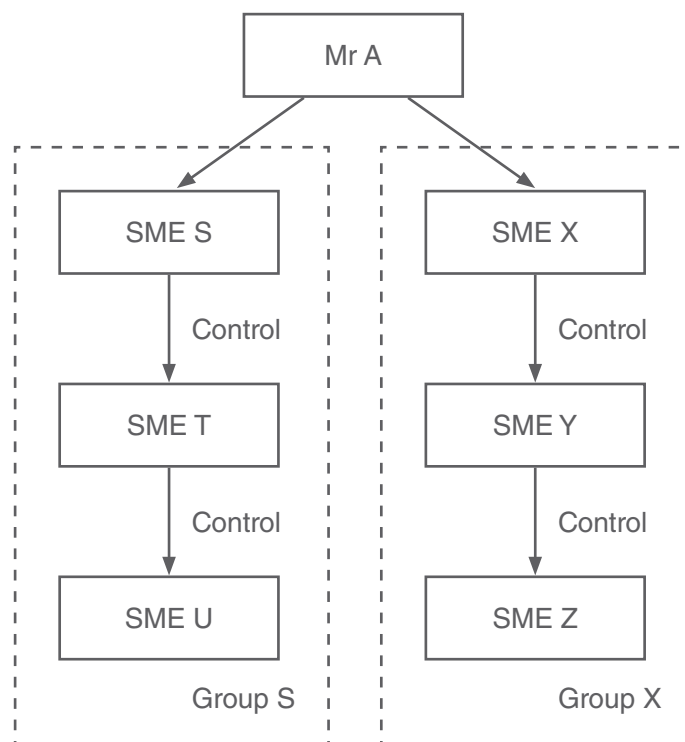 Mr A
SME S
SME X
Control
Control
SME T
SME Y
Control
Control
SME U
SME Z
Group S
Group X